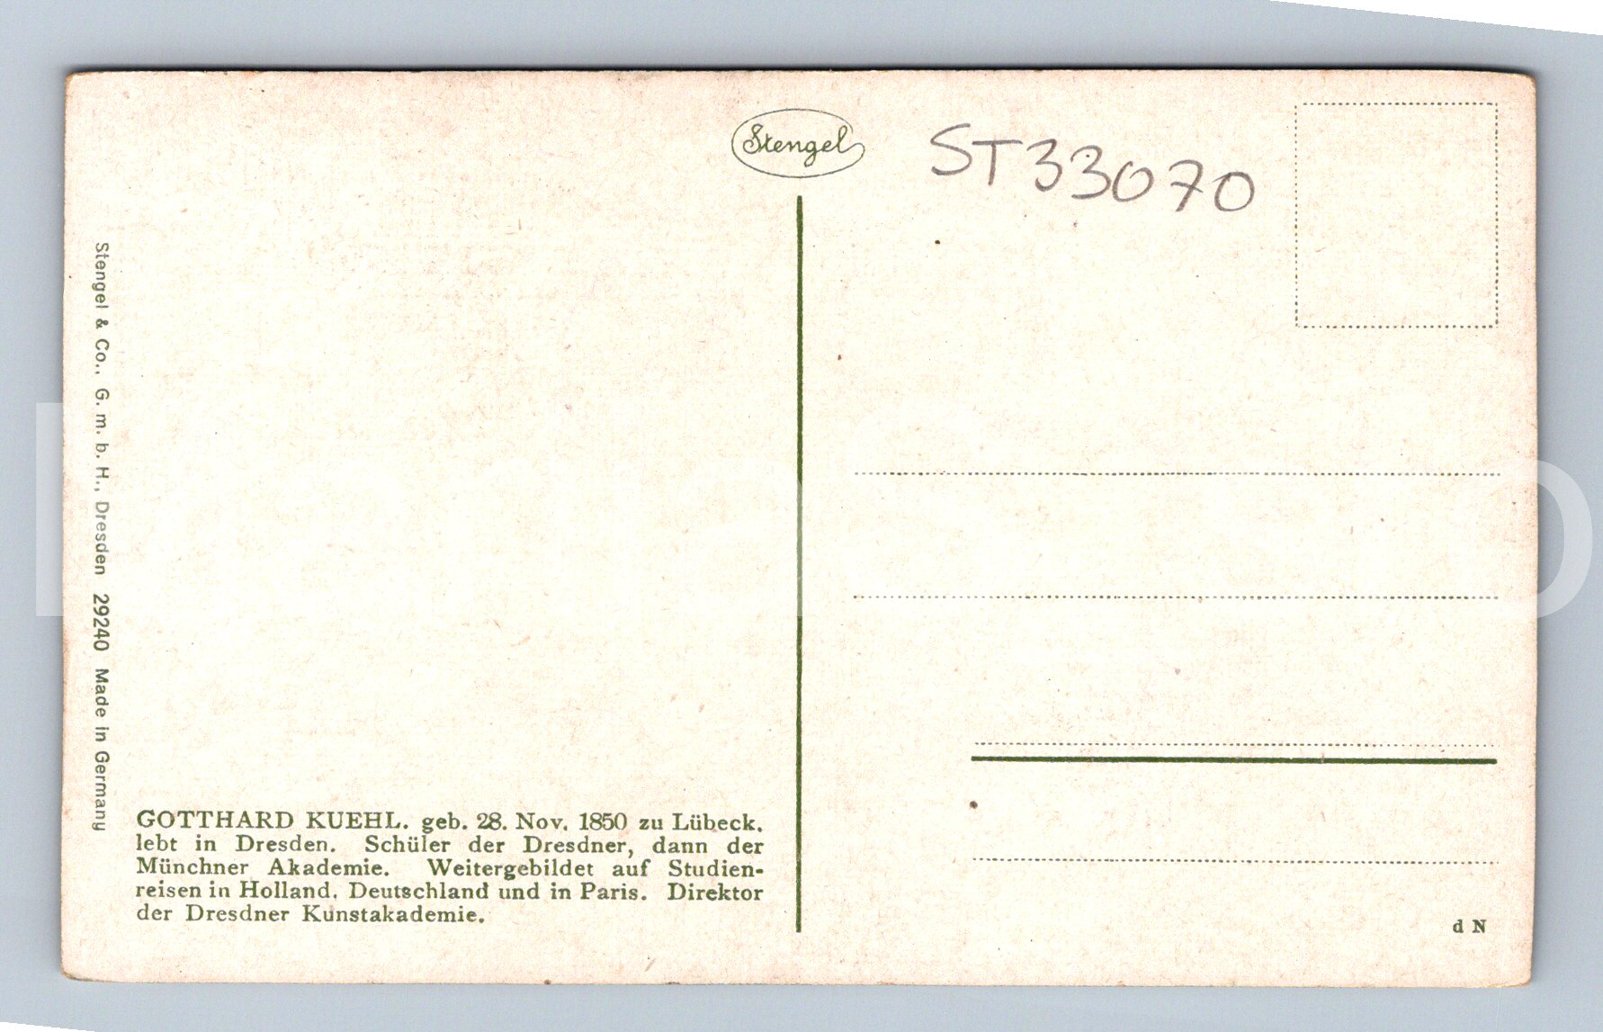 Stengel
ST33070
Stengel & Co., G. m. b. H., Dresden 29240 Made in Germany
GOTTHARD KUEHL. geb. 28. Nov. 1850 zu Lübeck.
lebt in Dresden. Schüler der Dresdner, dann der
Münchner Akademie. Weitergebildet auf Studien-
reisen in Holland. Deutschland und in Paris. Direktor
der Dresdner Kunstakademie.
d N